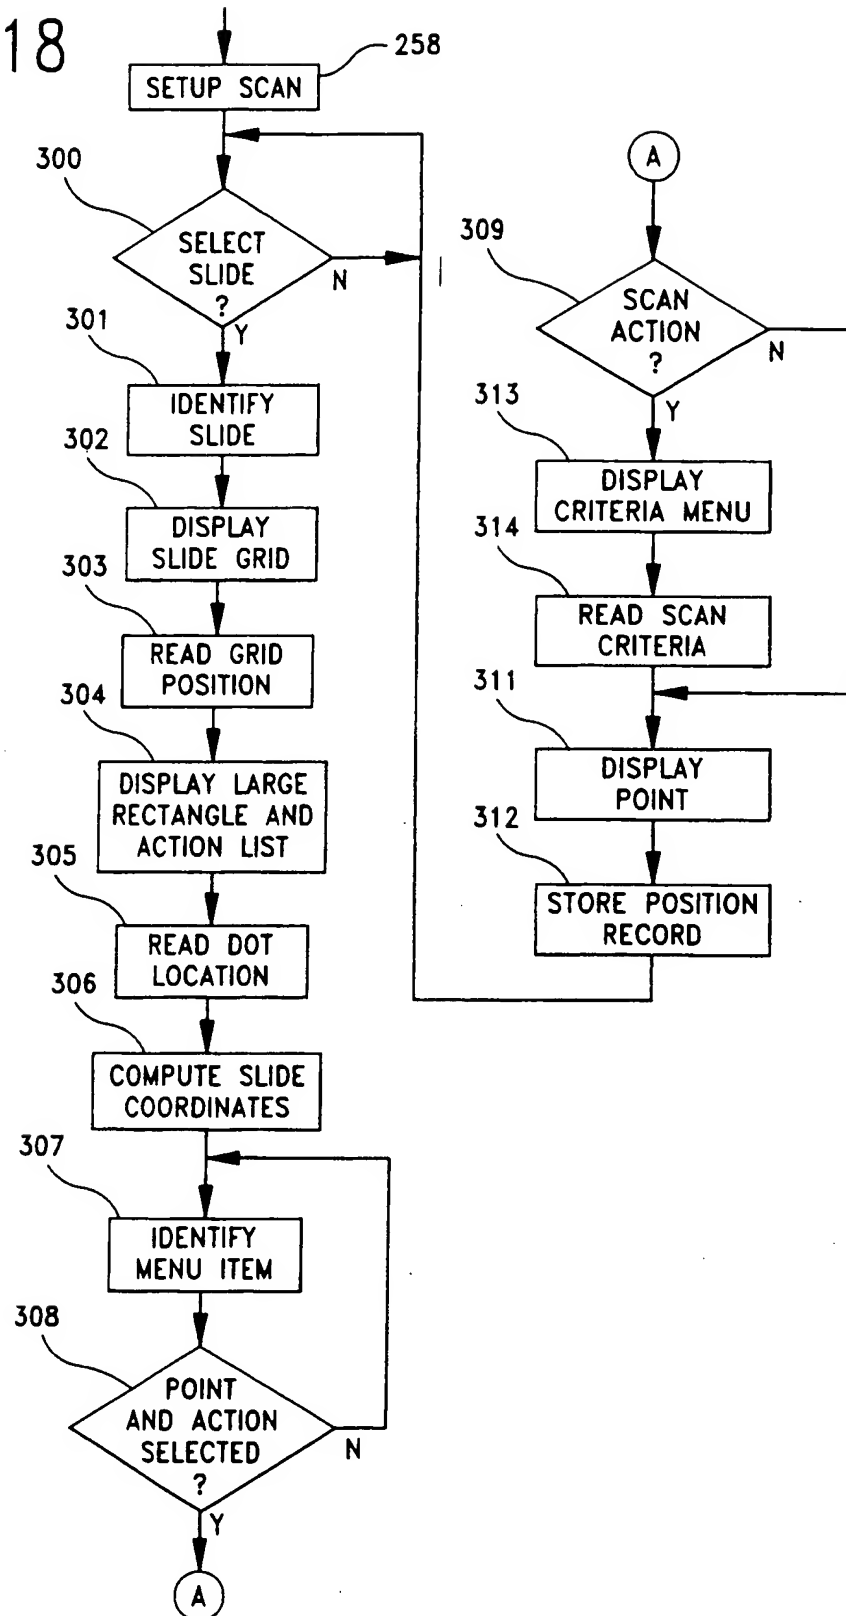 18
258
SETUP SCAN
300
SELECT
SLIDE
?
N
Y
301
IDENTIFY
SLIDE
302
DISPLAY
SLIDE GRID
303
READ GRID
POSITION
304
DISPLAY LARGE
RECTANGLE AND
ACTION LIST
305
READ DOT
LOCATION
306
COMPUTE SLIDE
COORDINATES
307
IDENTIFY
MENU ITEM
308
POINT
AND ACTION
SELECTED
?
N
Y
A
A
309
SCAN
ACTION
?
N
Y
313
DISPLAY
CRITERIA MENU
314
READ SCAN
CRITERIA
311
DISPLAY
POINT
312
STORE POSITION
RECORD